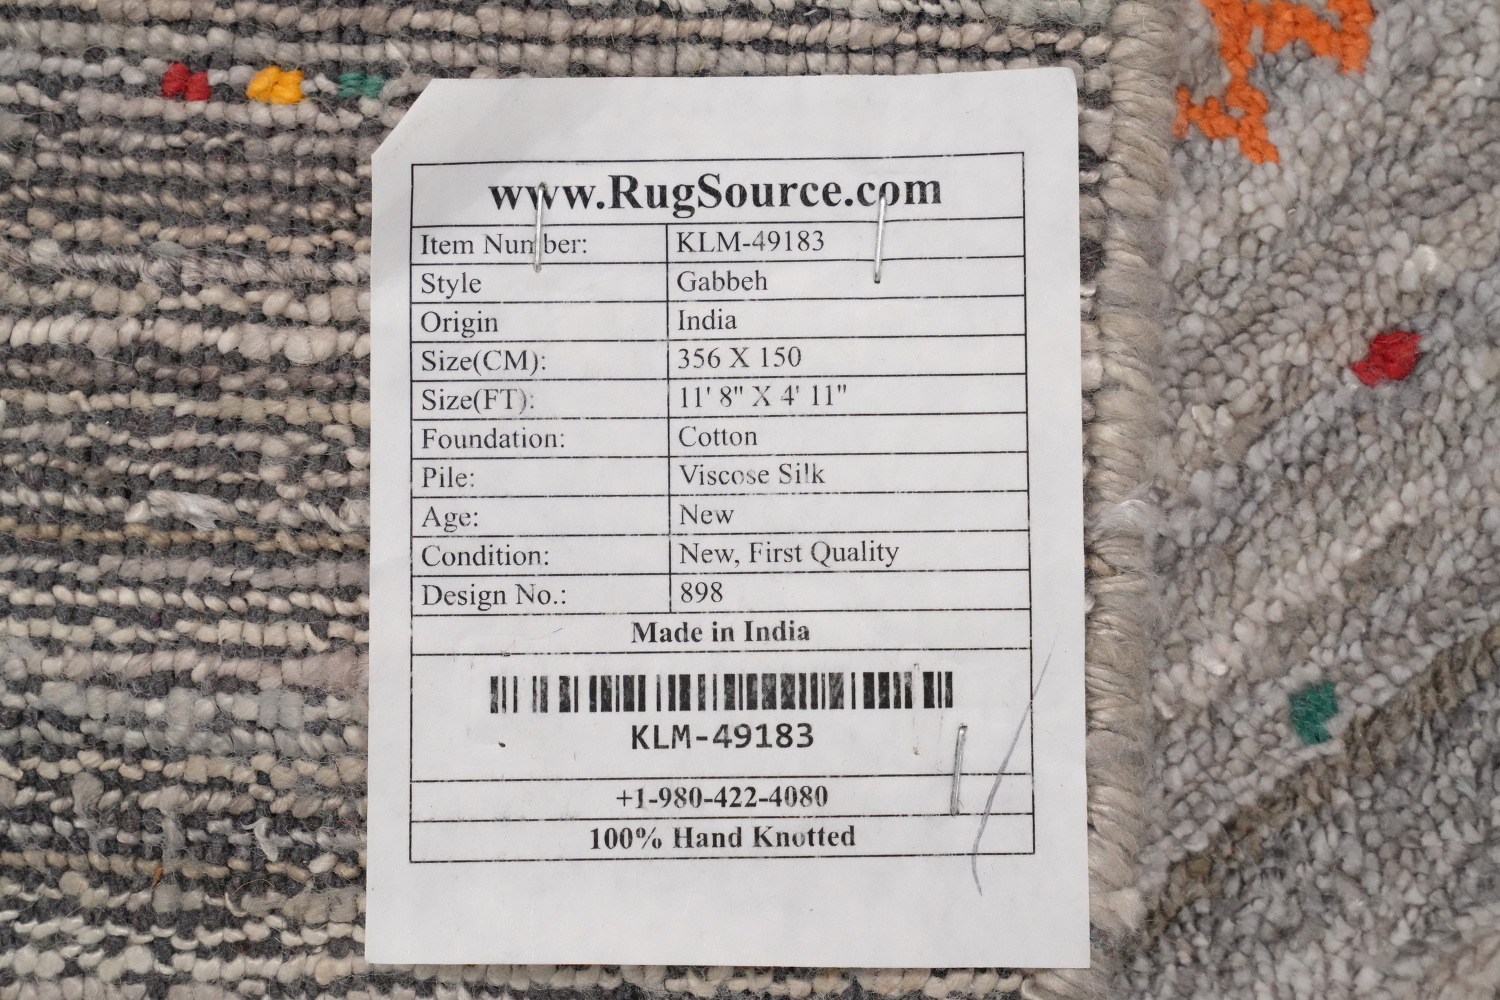 www.RugSource.com
Item Number: KLM-49183
Style Gabbeh
Origin India
Size(CM): 356 X 150
Size(FT): 11' 8" X 4' 11"
Foundation: Cotton
Pile: Viscose Silk
Age: New
Condition: New, First Quality
Design No.: 898
Made in India
KLM-49183
+1-980-422-4080
100% Hand Knotted